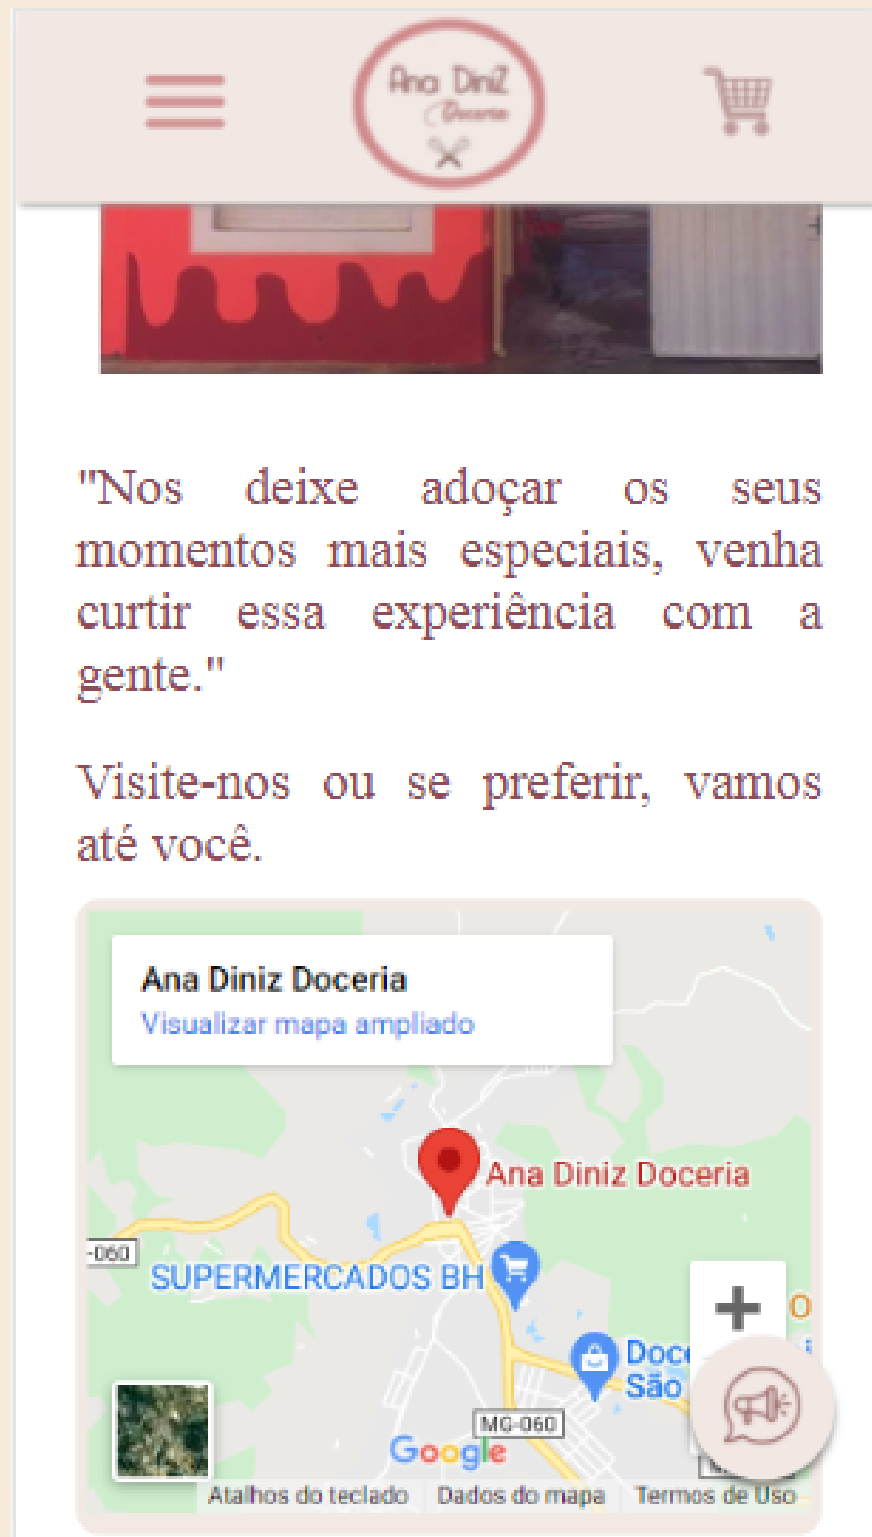 Ana Diniz
Doceria
"Nos deixe adoçar os seus
momentos mais especiais, venha
curtir essa experiência com a
gente."
Visite-nos ou se preferir, vamos
até você.
Ana Diniz Doceria
Visualizar mapa ampliado
Ana Diniz Doceria
-060
SUPERMERCADOS BH
São
MG-060
Google
Atalhos do teclado Dados do mapa Termos de Uso